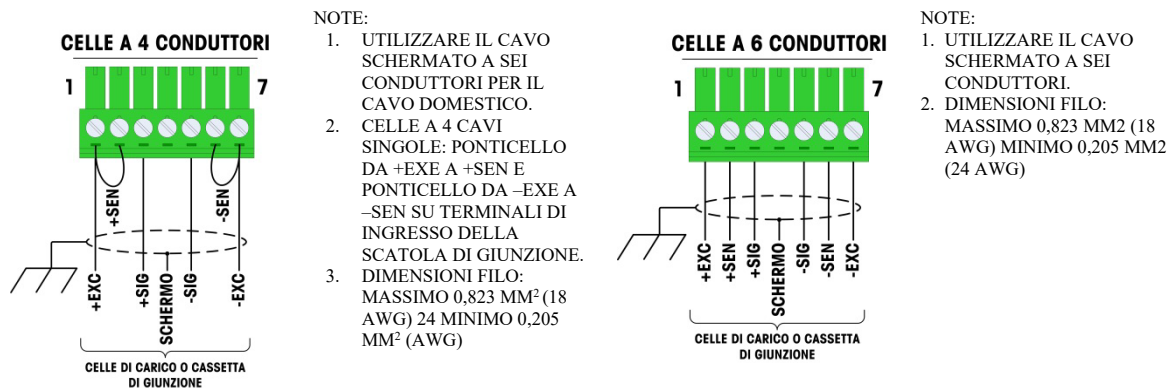 CELLE A 4 CONDUTTORI
1 7
+SEN
-SEN
+EXC
+SIG
SCHERMO
-SIG
-EXC
CELLE DI CARICO O CASSETTA
DI GIUNZIONE
NOTE:
1. UTILIZZARE IL CAVO
SCHERMATO A SEI
CONDUTTORI PER IL
CAVO DOMESTICO.
2. CELLE A 4 CAVI
SINGOLE: PONTICELLO
DA +EXE A +SEN E
PONTICELLO DA –EXE A
–SEN SU TERMINALI DI
INGRESSO DELLA
SCATOLA DI GIUNZIONE.
3. DIMENSIONI FILO:
MASSIMO 0,823 MM² (18
AWG) 24 MINIMO 0,205
MM² (AWG)
CELLE A 6 CONDUTTORI
1 7
+EXC
+SEN
+SIG
SCHERMO
-SIG
-SEN
-EXC
CELLE DI CARICO O CASSETTA
DI GIUNZIONE
NOTE:
1. UTILIZZARE IL CAVO
SCHERMATO A SEI
CONDUTTORI.
2. DIMENSIONI FILO:
MASSIMO 0,823 MM2 (18
AWG) MINIMO 0,205 MM2
(24 AWG)